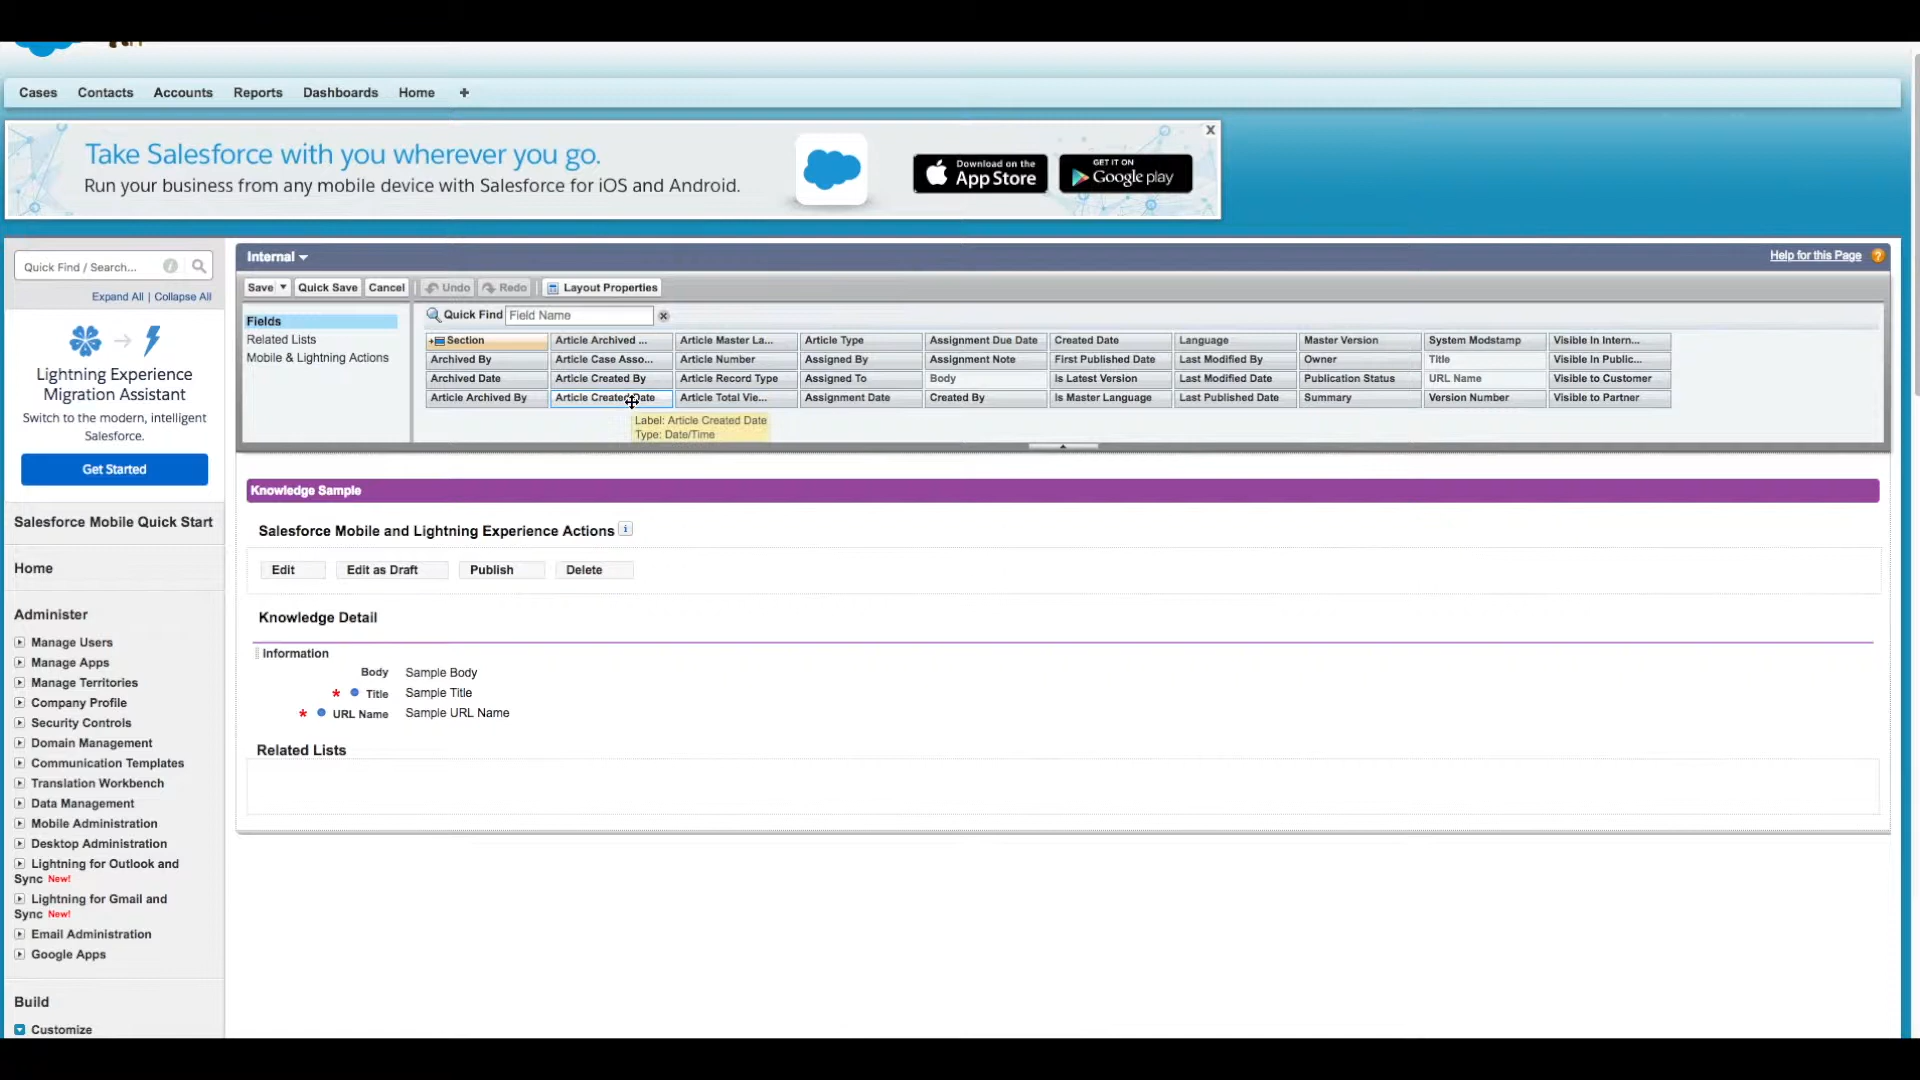 Cases Contacts Accounts Reports Dashboards Home +
Take Salesforce with you wherever you go.
Run your business from any mobile device with Salesforce for iOS and Android.
Download on the
App Store
GET IT ON
Google play
X
Quick Find / Search...
Expand All | Collapse All
Lightning Experience
Migration Assistant
Switch to the modern, intelligent
Salesforce.
Get Started
Salesforce Mobile Quick Start
Home
Administer
Manage Users
Manage Apps
Manage Territories
Company Profile
Security Controls
Domain Management
Communication Templates
Translation Workbench
Data Management
Mobile Administration
Desktop Administration
Lightning for Outlook and
Sync New!
Lightning for Gmail and
Sync New!
Email Administration
Google Apps
Build
Customize
Internal
Help for this Page ?
Save Quick Save Cancel Undo Redo Layout Properties
Fields
Related Lists
Mobile & Lightning Actions
Quick Find Field Name
Section Article Archived ... Article Master La... Article Type Assignment Due Date Created Date Language Master Version System Modstamp Visible In Intern...
Archived By Article Case Asso... Article Number Assigned By Assignment Note First Published Date Last Modified By Owner Title Visible In Public...
Archived Date Article Created By Article Record Type Assigned To Body Is Latest Version Last Modified Date Publication Status URL Name Visible to Customer
Article Archived By Article Created Date Article Total Vie... Assignment Date Created By Is Master Language Last Published Date Summary Version Number Visible to Partner
Label: Article Created Date
Type: Date/Time
Knowledge Sample
Salesforce Mobile and Lightning Experience Actions i
Edit Edit as Draft Publish Delete
Knowledge Detail
Information
Body Sample Body
* Title Sample Title
* URL Name Sample URL Name
Related Lists